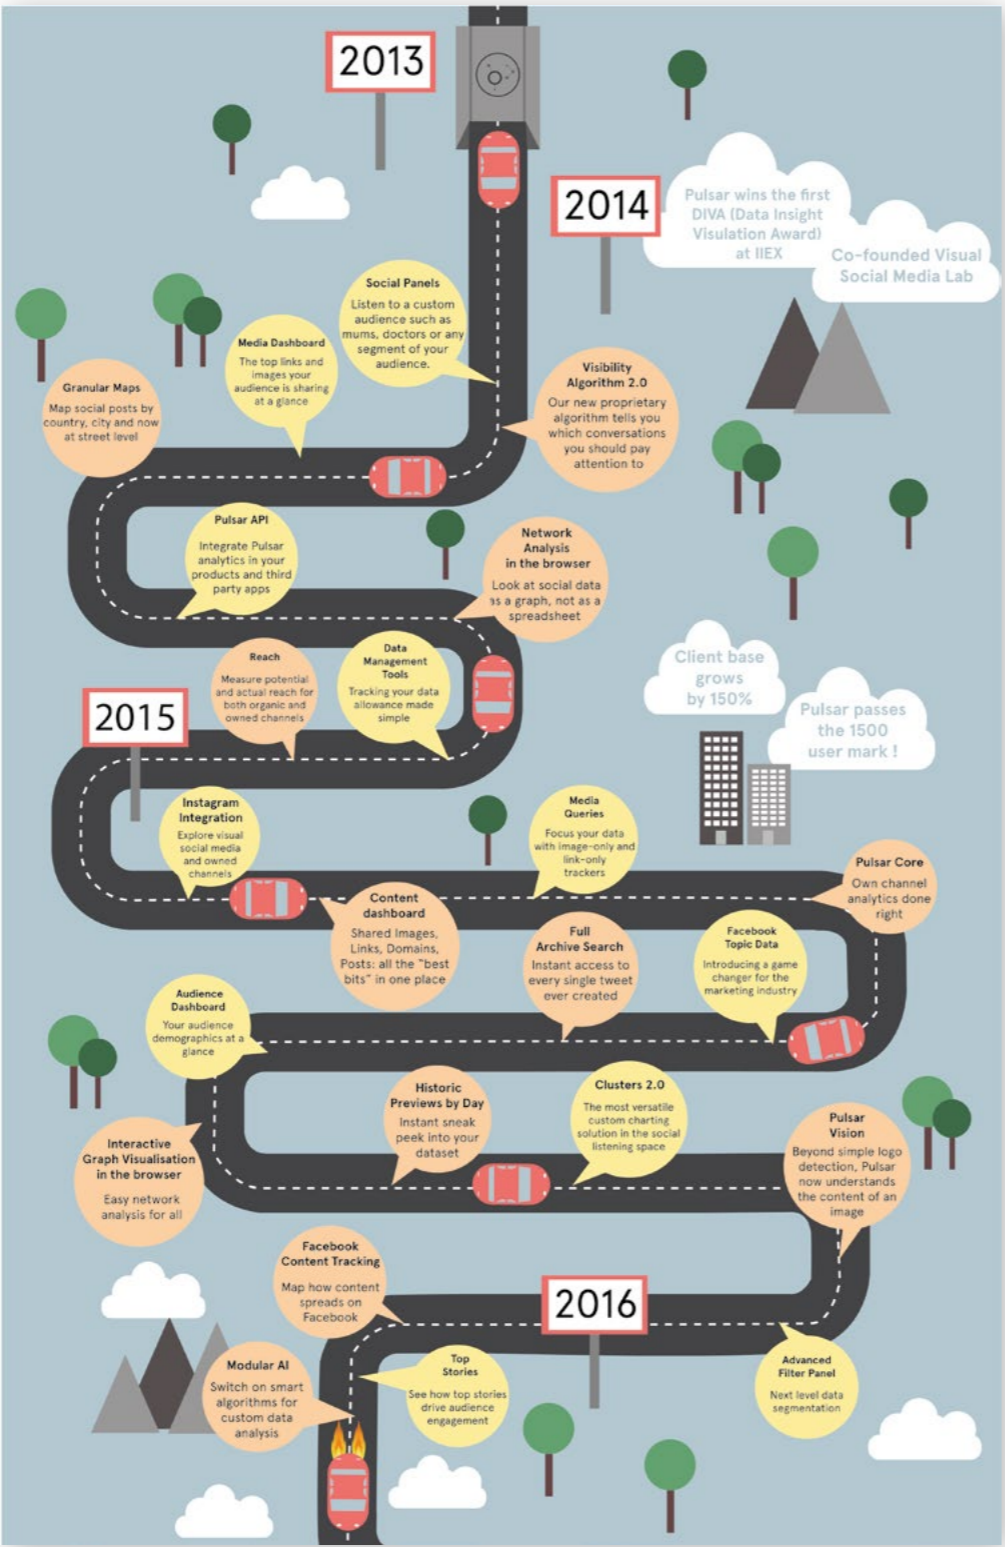 2013
2014
Pulsar wins the first
DIVA (Data Insight
Visulation Award)
at IIEX
Co-founded Visual
Social Media Lab
Social Panels
Listen to a custom
audience such as
mums, doctors or any
segment of your
audience.
Media Dashboard
The top links and
images your
audience is sharing
at a glance
Granular Maps
Map social posts by
country, city and now
at street level
Visibility
Algorithm 2.0
Our new proprietary
algorithm tells you
which conversations
you should pay
attention to
Pulsar API
Integrate Pulsar
analytics in your
products and third
party apps
Network
Analysis
in the browser
Look at social data
as a graph, not as a
spreadsheet
Reach
Measure potential
and actual reach for
both organic and
owned channels
Data
Management
Tools
Tracking your data
allowance made
simple
Client base
grows
by 150%
Pulsar passes
the 1500
user mark !
2015
Instagram
Integration
Explore visual
social media
and owned
channels
Media
Queries
Focus your data
with image-only and
link-only
trackers
Pulsar Core
Own channel
analytics done
right
Content
dashboard
Shared Images,
Links, Domains,
Posts: all the "best
bits" in one place
Full
Archive Search
Instant access to
every single tweet
ever created
Facebook
Topic Data
Introducing a game
changer for the
marketing industry
Audience
Dashboard
Your audience
demographics at a
glance
Historic
Previews by Day
Instant sneak
peek into your
dataset
Clusters 2.0
The most versatile
custom charting
solution in the social
listening space
Pulsar
Vision
Beyond simple logo
detection, Pulsar
now understands
the content of an
image
Interactive
Graph Visualisation
in the browser
Easy network
analysis for all
Facebook
Content Tracking
Map how content
spreads on
Facebook
2016
Modular AI
Switch on smart
algorithms for
custom data
analysis
Top
Stories
See how top stories
drive audience
engagement
Advanced
Filter Panel
Next level data
segmentation